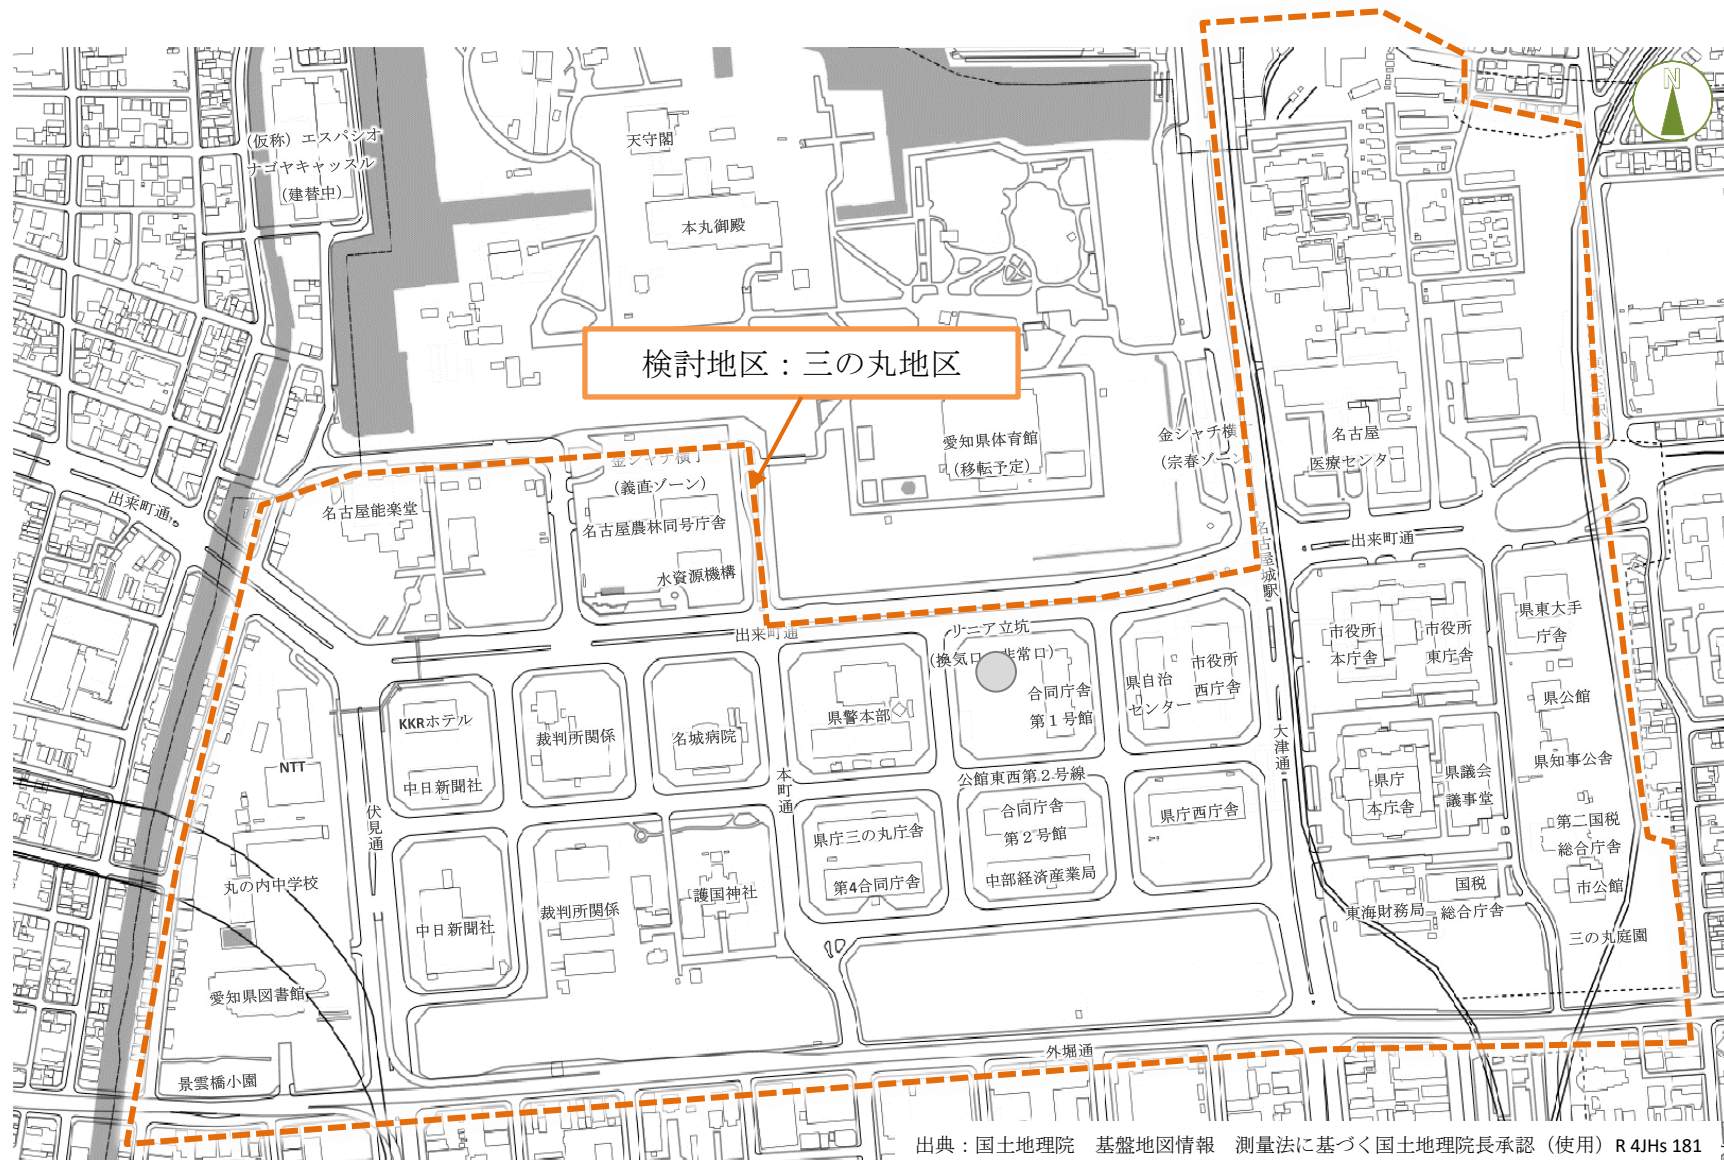 N
（仮称）エスパシオ
ナゴヤキャッスル
（建替中）
天守閣
本丸御殿
検討地区：三の丸地区
愛知県体育館
（移転予定）
金シャチ横
（宗春ゾーン
名古屋
医療センター
金シャチ横丁
（義直ゾーン）
名古屋農林同号庁舎
水資源機構
名古屋能楽堂
出来町通
出来町通
出来町通
名古屋城駅
リニア立坑
（換気口・非常口）
合同庁舎
第１号館
県自治
センター
市役所
西庁舎
市役所
本庁舎
市役所
東庁舎
県東大手
庁舎
県公館
県知事公舎
KKRホテル
中日新聞社
裁判所関係
名城病院
県警本部
NTT
伏見通
本町通
大津通
公館東西第２号線
県庁三の丸庁舎
第4合同庁舎
合同庁舎
第２号館
中部経済産業局
県庁西庁舎
県庁
本庁舎
県議会
議事堂
第二国税
総合庁舎
市公館
国税
総合庁舎
東海財務局
三の丸庭園
丸の内中学校
中日新聞社
裁判所関係
護国神社
愛知県図書館
景雲橋小園
外堀通
出典：国土地理院　基盤地図情報　測量法に基づく国土地理院長承認（使用）R 4JHs 181